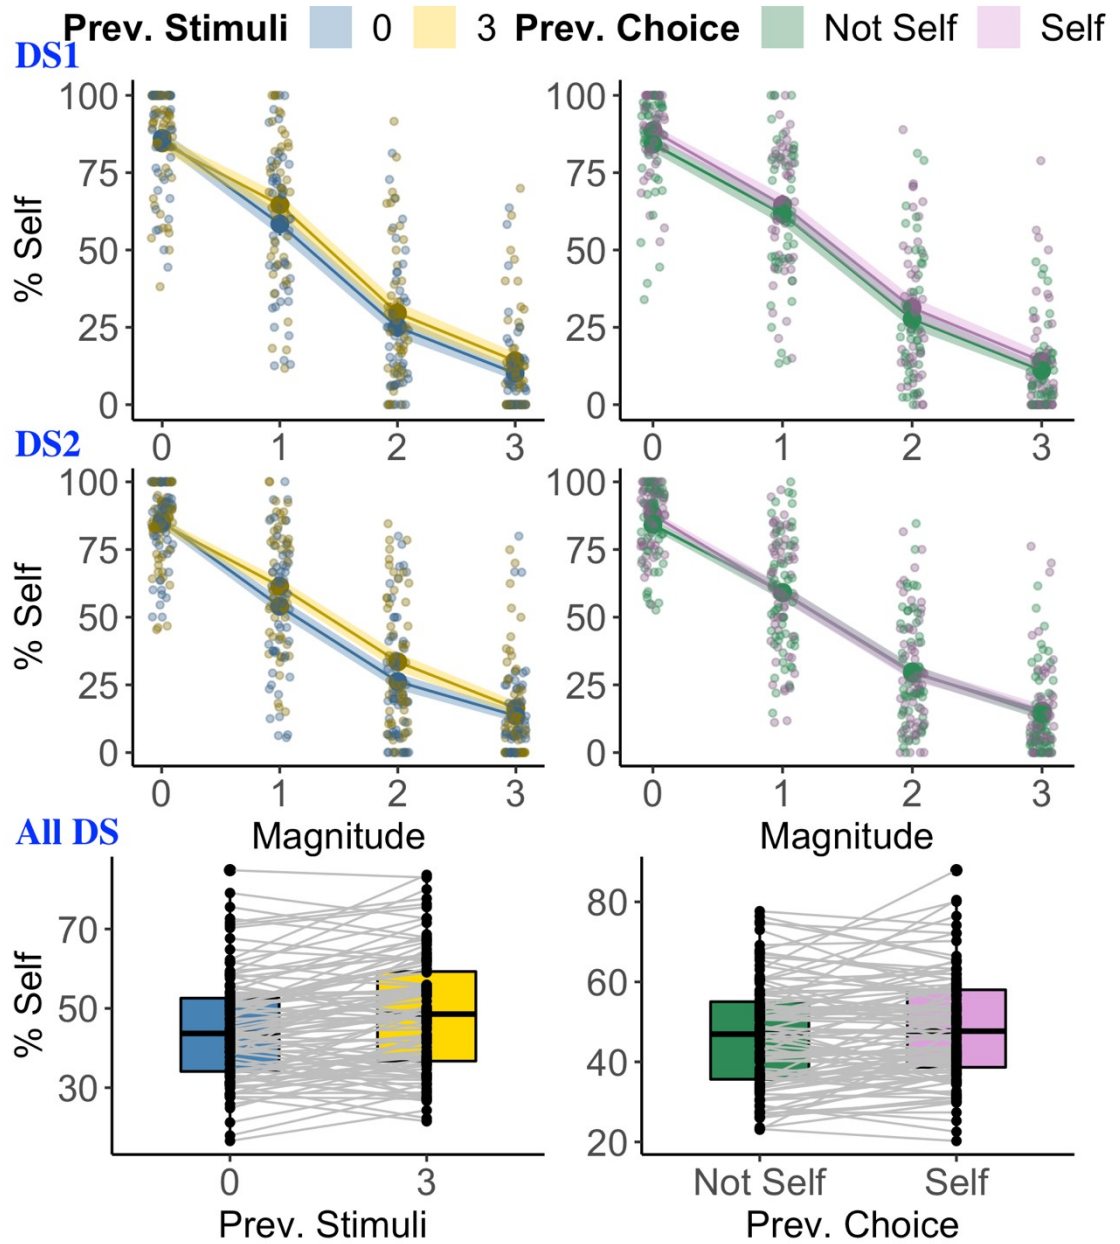 Prev. Stimuli 0 3 Prev. Choice Not Self Self
DS1
100 100
75 75
% Self
50 50
25 25
0 0
0 1 2 3 0 1 2 3
DS2
100 100
75 75
% Self
50 50
25 25
0 0
0 1 2 3 0 1 2 3
Magnitude Magnitude
All DS
% Self
70
50
30
0 3
Prev. Stimuli
80
60
40
20
Not Self Self
Prev. Choice